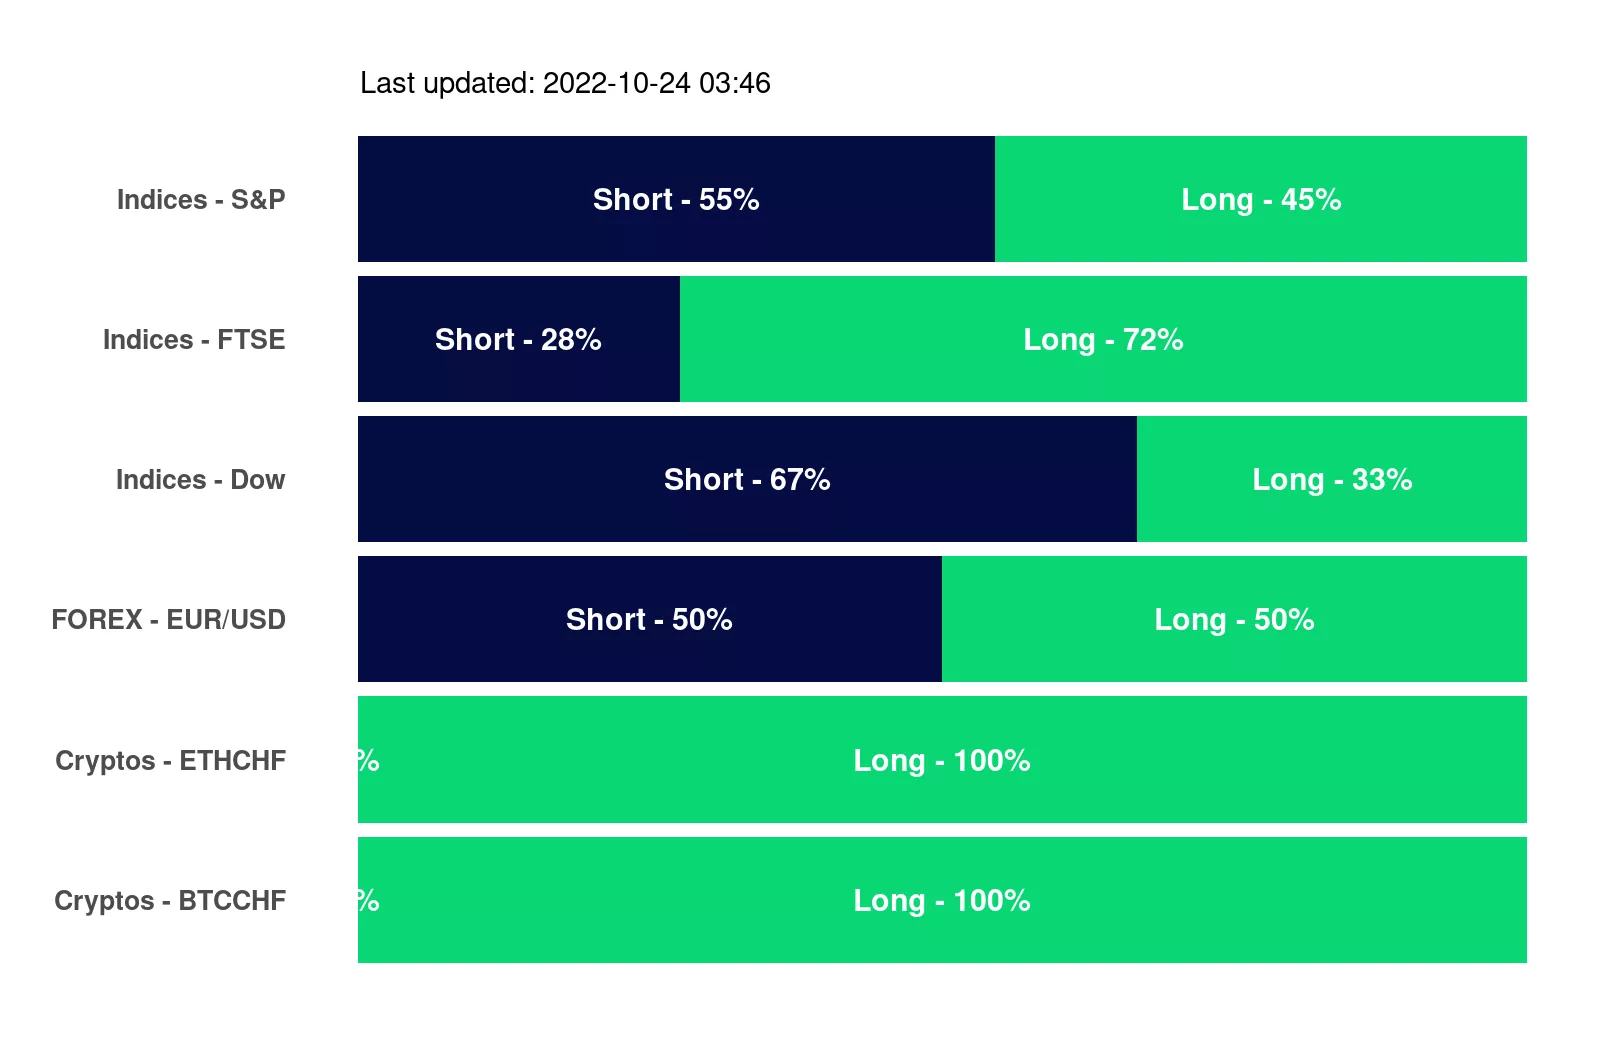 Last updated: 2022-10-24 03:46
Indices - S&P Short - 55% Long - 45%
Indices - FTSE Short - 28% Long - 72%
Indices - Dow Short - 67% Long - 33%
FOREX - EUR/USD Short - 50% Long - 50%
Cryptos - ETHCHF % Long - 100%
Cryptos - BTCCHF % Long - 100%